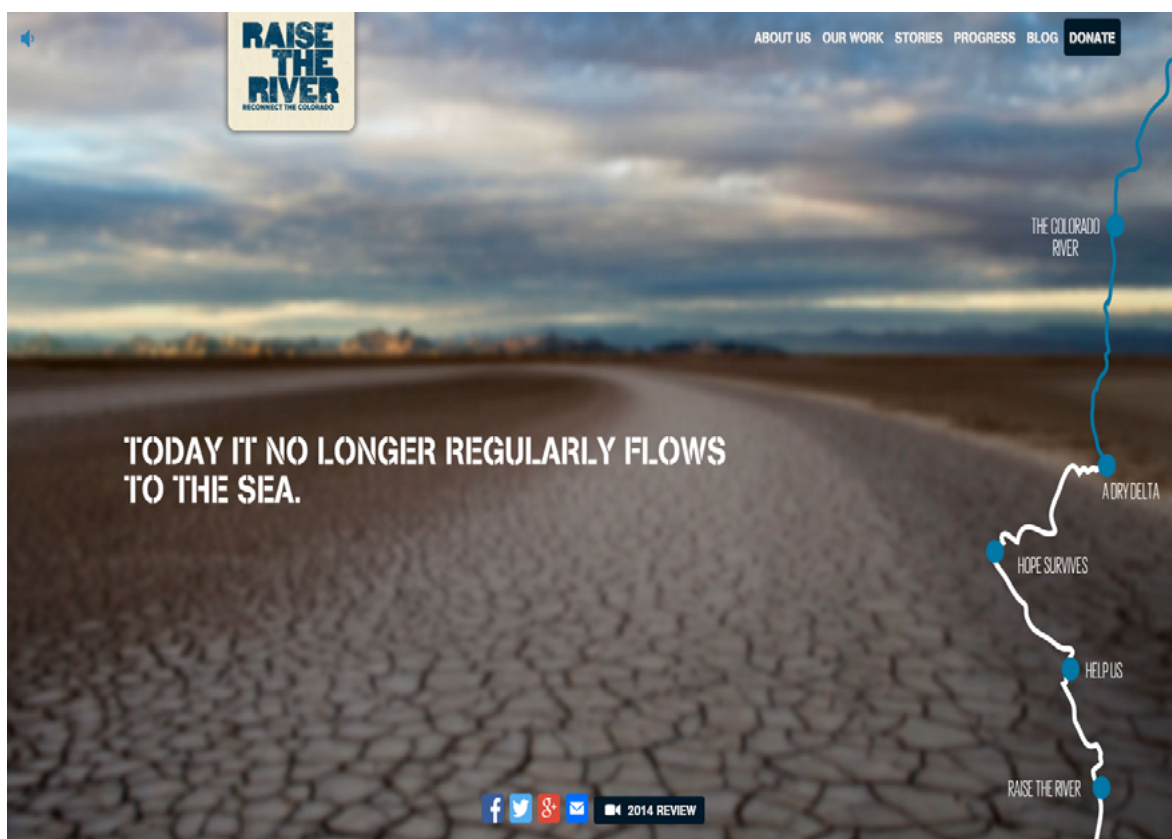 RAISE
THE
RIVER
RECONNECT THE COLORADO
ABOUT US OUR WORK STORIES PROGRESS BLOG DONATE
THE COLORADO
RIVER
TODAY IT NO LONGER REGULARLY FLOWS
TO THE SEA.
A DRY DELTA
HOPE SURVIVES
HELP US
RAISE THE RIVER
f
g+
2014 REVIEW